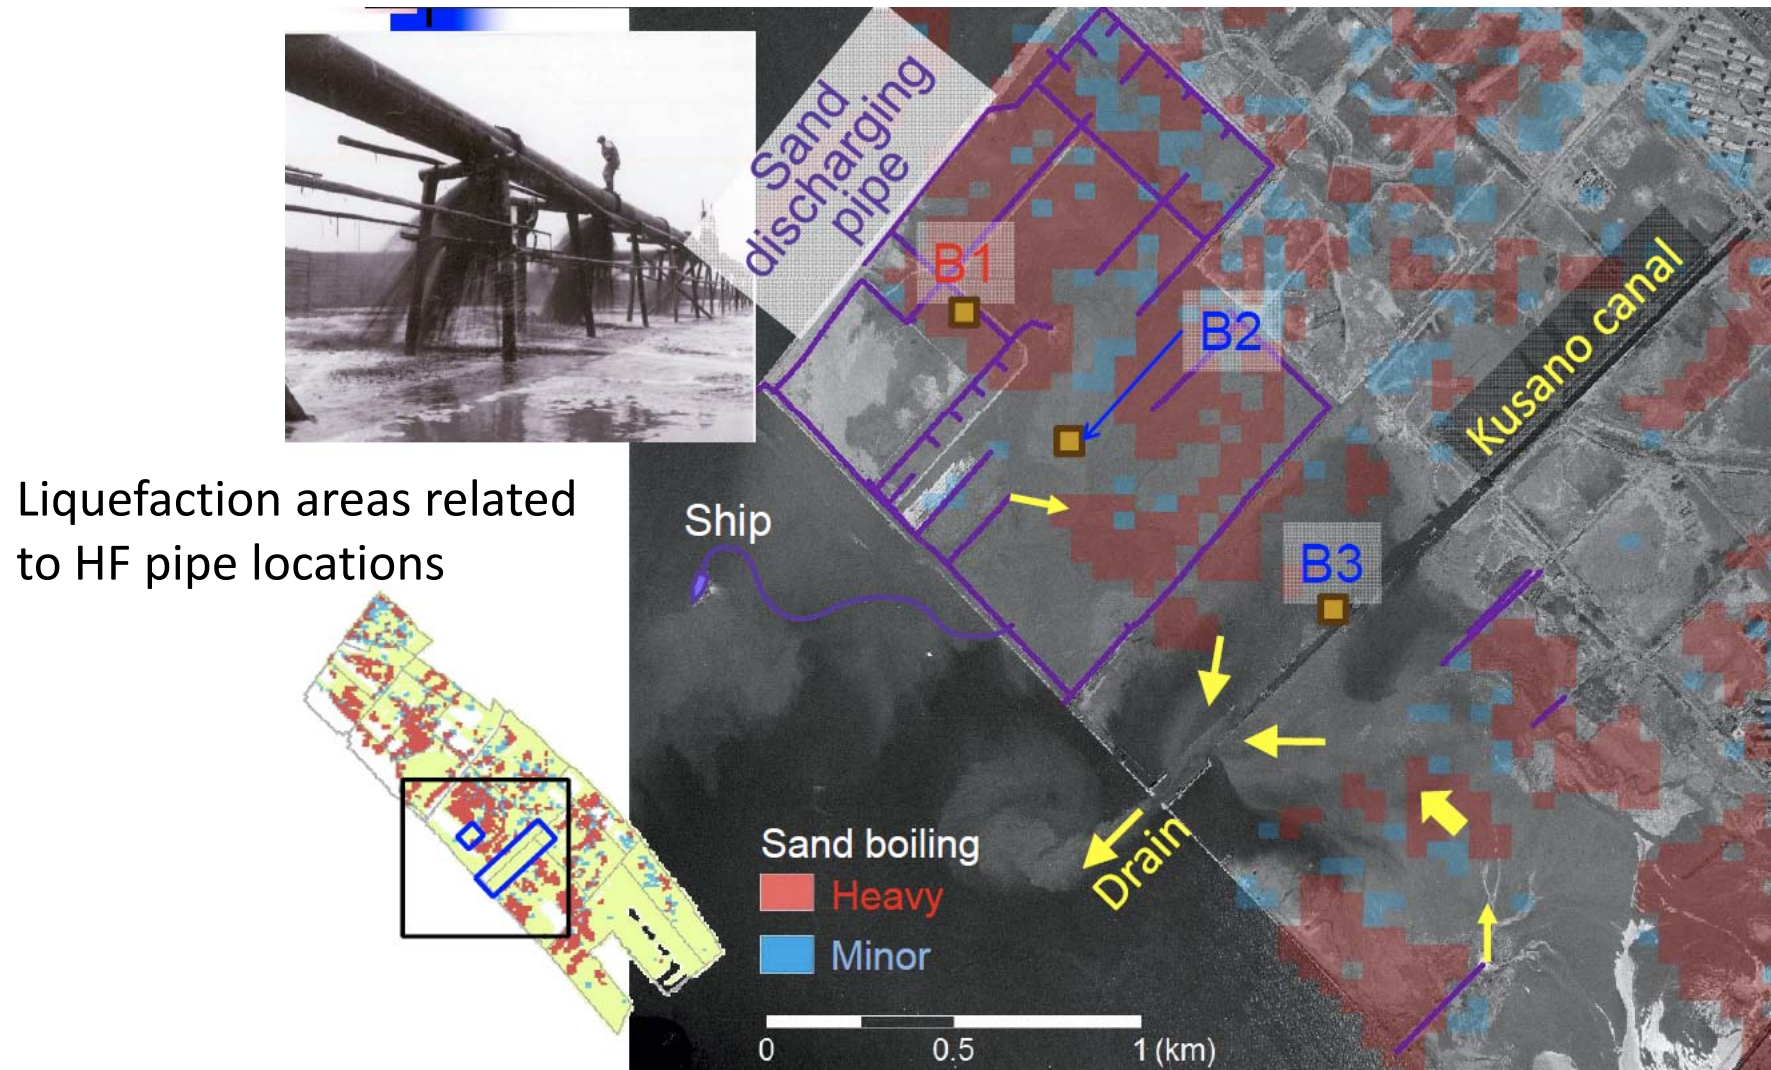 Sand
discharging
pipe
B1
B2
Kusano canal
Liquefaction areas related
to HF pipe locations
Ship
B3
Drain
Sand boiling
Heavy
Minor
0 0.5 1 (km)